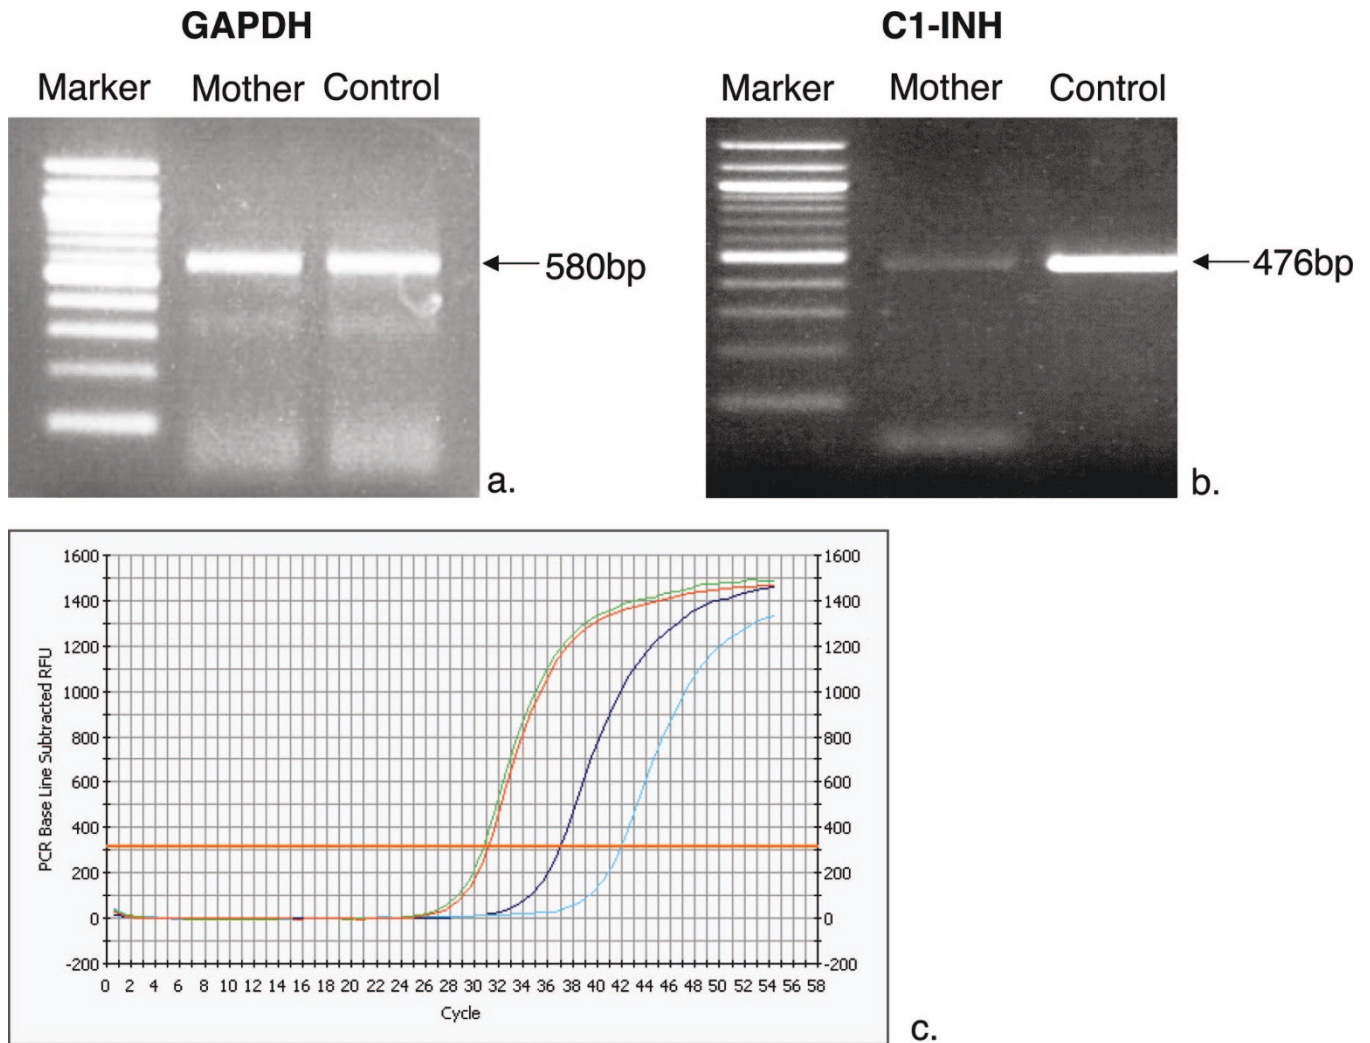 GAPDH
Marker Mother Control
580bp
a.
C1-INH
Marker Mother Control
476bp
b.
PCR Base Line Subtracted RFU
1600 1600
1400 1400
1200 1200
1000 1000
800 800
600 600
400 400
200 200
0 0
-200 -200
0 2 4 6 8 10 12 14 16 18 20 22 24 26 28 30 32 34 36 38 40 42 44 46 48 50 52 54 56 58
Cycle
c.